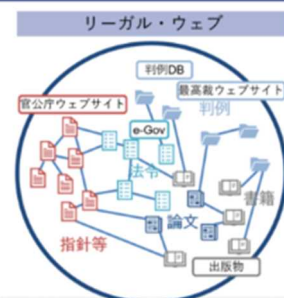 リーガル・ウェブ
判例DB
最高裁ウェブサイト
官公庁ウェブサイト
判例
e-Gov
法令
書籍
論文
指針等
出版物